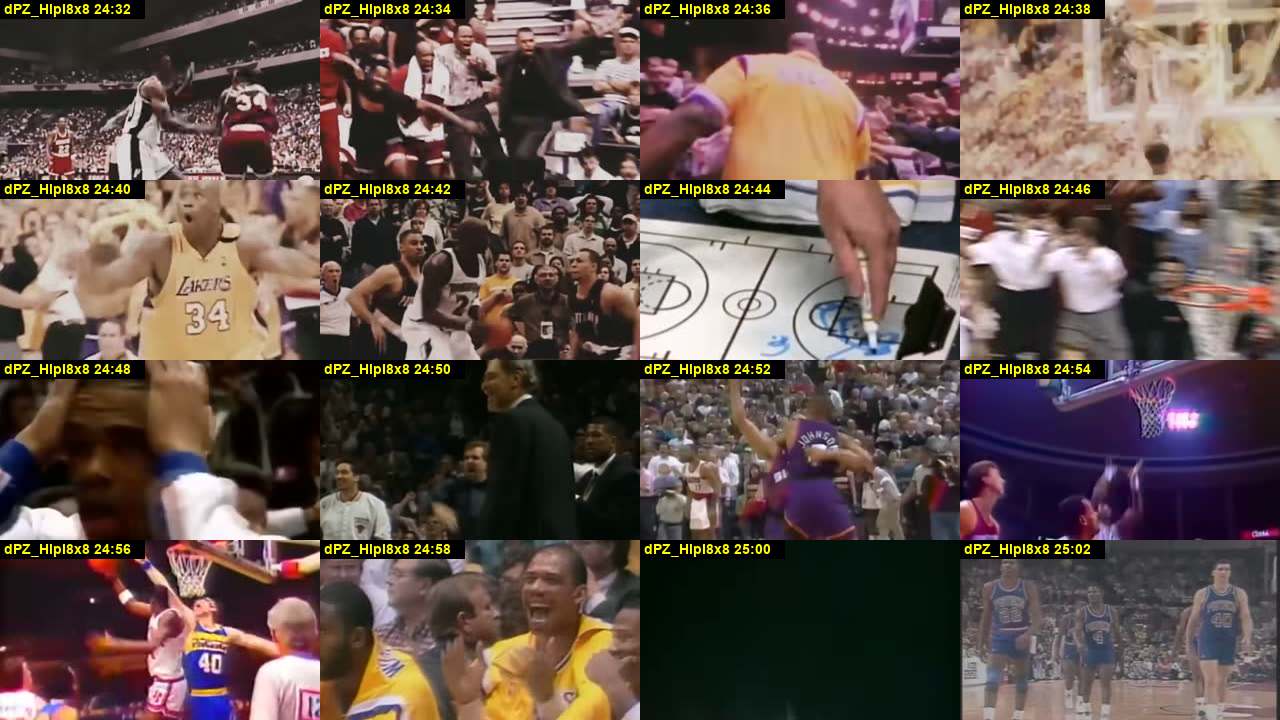 dPZ_HIpI8x8 24:32
dPZ_HIpI8x8 24:34
dPZ_HIpI8x8 24:36
dPZ_HIpI8x8 24:38
34
dPZ_HIpI8x8 24:40
dPZ_HIpI8x8 24:42
dPZ_HIpI8x8 24:44
dPZ_HIpI8x8 24:46
LAKERS
34
dPZ_HIpI8x8 24:48
dPZ_HIpI8x8 24:50
dPZ_HIpI8x8 24:52
dPZ_HIpI8x8 24:54
JOHNSON
dPZ_HIpI8x8 24:56
dPZ_HIpI8x8 24:58
dPZ_HIpI8x8 25:00
dPZ_HIpI8x8 25:02
40
4
40